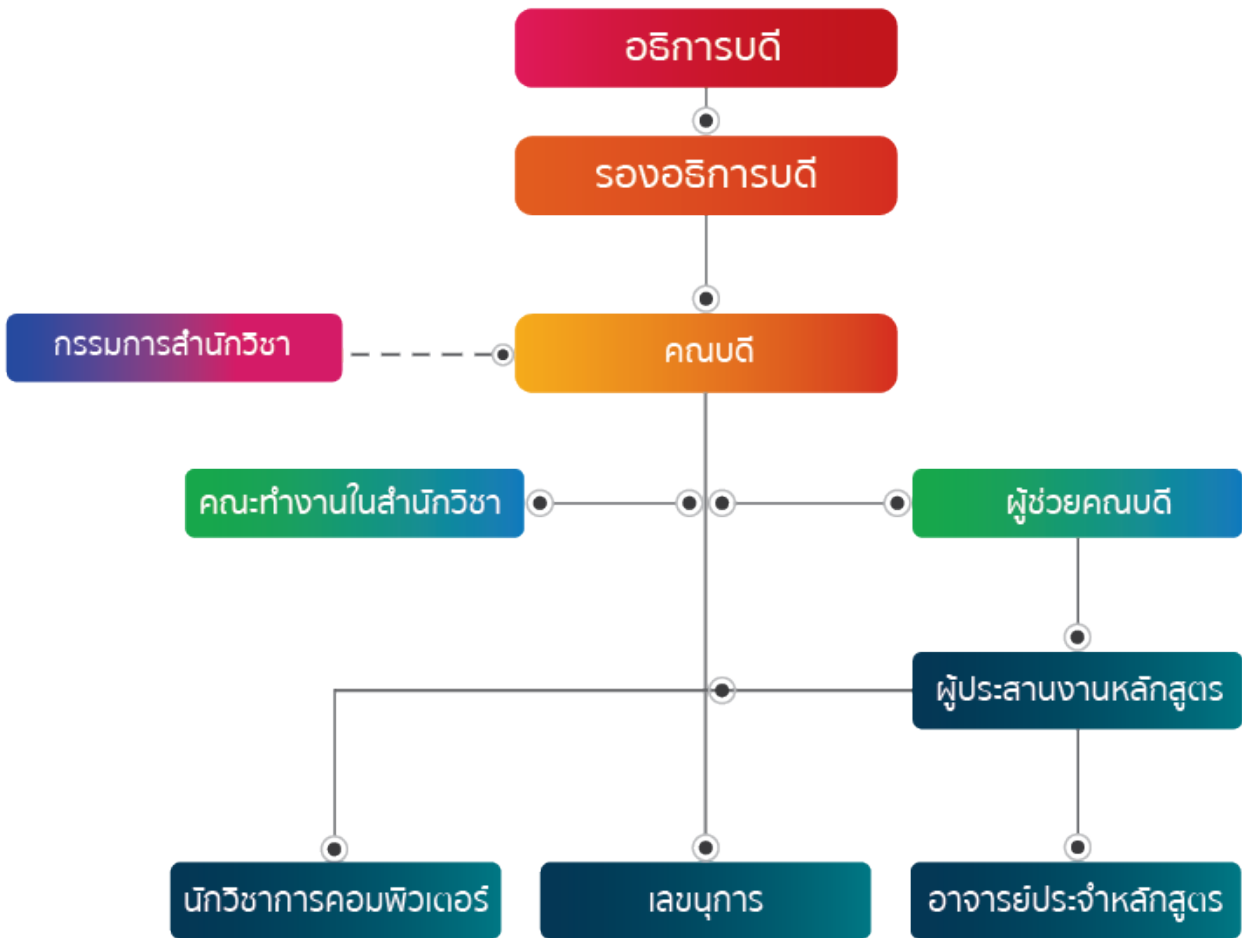 อธิการบดี
รองอธิการบดี
กรรมการสำนักวิชา
คณบดี
คณะทำงานในสำนักวิชา
ผู้ช่วยคณบดี
ผู้ประสานงานหลักสูตร
นักวิชาการคอมพิวเตอร์
เลขนุการ
อาจารย์ประจำหลักสูตร